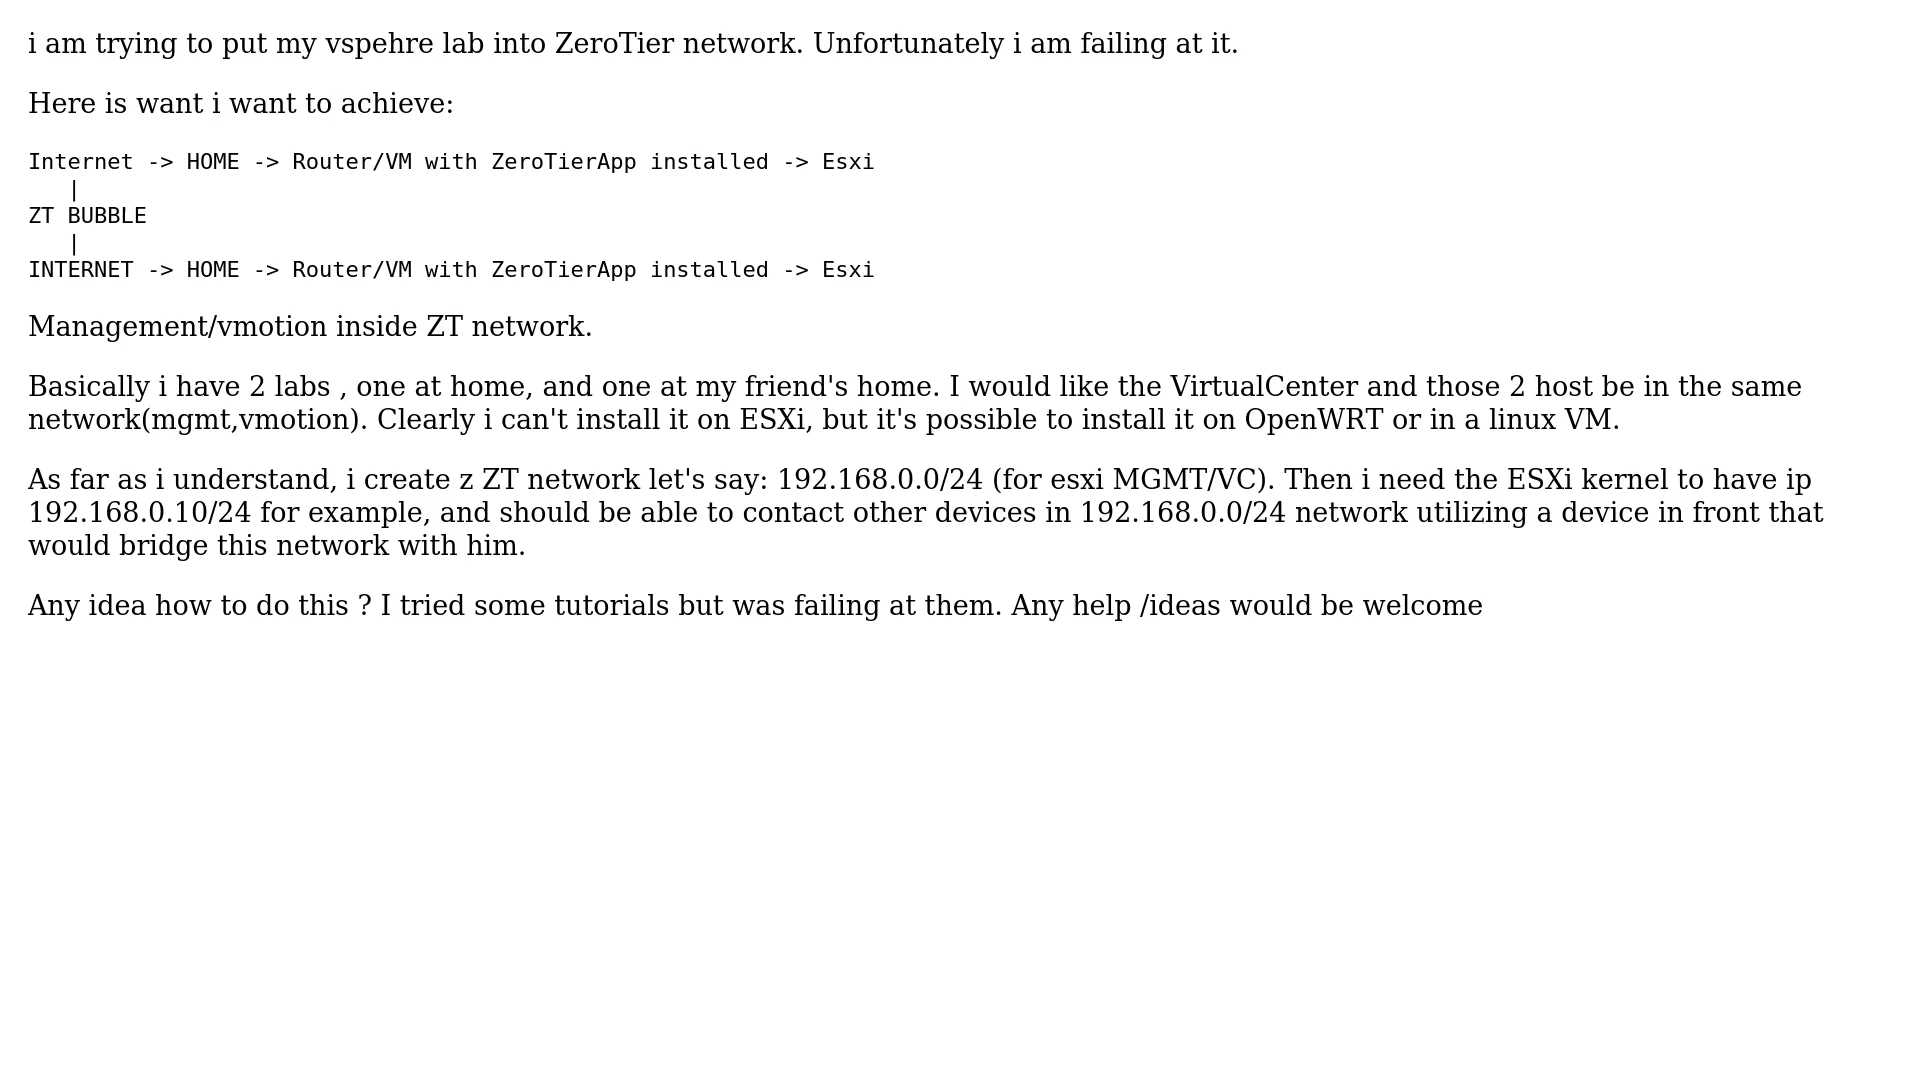 i am trying to put my vspehre lab into ZeroTier network. Unfortunately i am failing at it.
Here is want i want to achieve:
Internet -> HOME -> Router/VM with ZeroTierApp installed -> Esxi
|
ZT BUBBLE
|
INTERNET -> HOME -> Router/VM with ZeroTierApp installed -> Esxi
Management/vmotion inside ZT network.
Basically i have 2 labs , one at home, and one at my friend's home. I would like the VirtualCenter and those 2 host be in the same
network(mgmt,vmotion). Clearly i can't install it on ESXi, but it's possible to install it on OpenWRT or in a linux VM.
As far as i understand, i create z ZT network let's say: 192.168.0.0/24 (for esxi MGMT/VC). Then i need the ESXi kernel to have ip
192.168.0.10/24 for example, and should be able to contact other devices in 192.168.0.0/24 network utilizing a device in front that
would bridge this network with him.
Any idea how to do this ? I tried some tutorials but was failing at them. Any help /ideas would be welcome